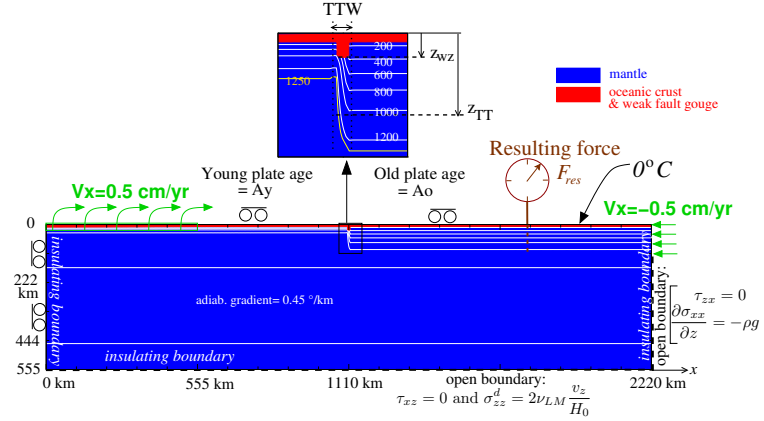 TTW
200
400
600
800
1000
1200
1250
z_wz
z_TT
mantle
oceanic crust
& weak fault gouge
Resulting force
F_res
0°C
Young plate age
= Ay
Old plate age
= Ao
Vx=0.5 cm/yr
Vx=−0.5 cm/yr
0
222
km
444
555
insulating boundary
adiab. gradient= 0.45 °/km
insulating boundary
insulating boundary
open boundary:
τ_zx = 0
∂σ_xx/∂z = −ρg
0 km
555 km
1110 km
2220 km
x
open boundary:
τ_xz = 0 and σ^d_zz = 2ν_LM v_z/H_0